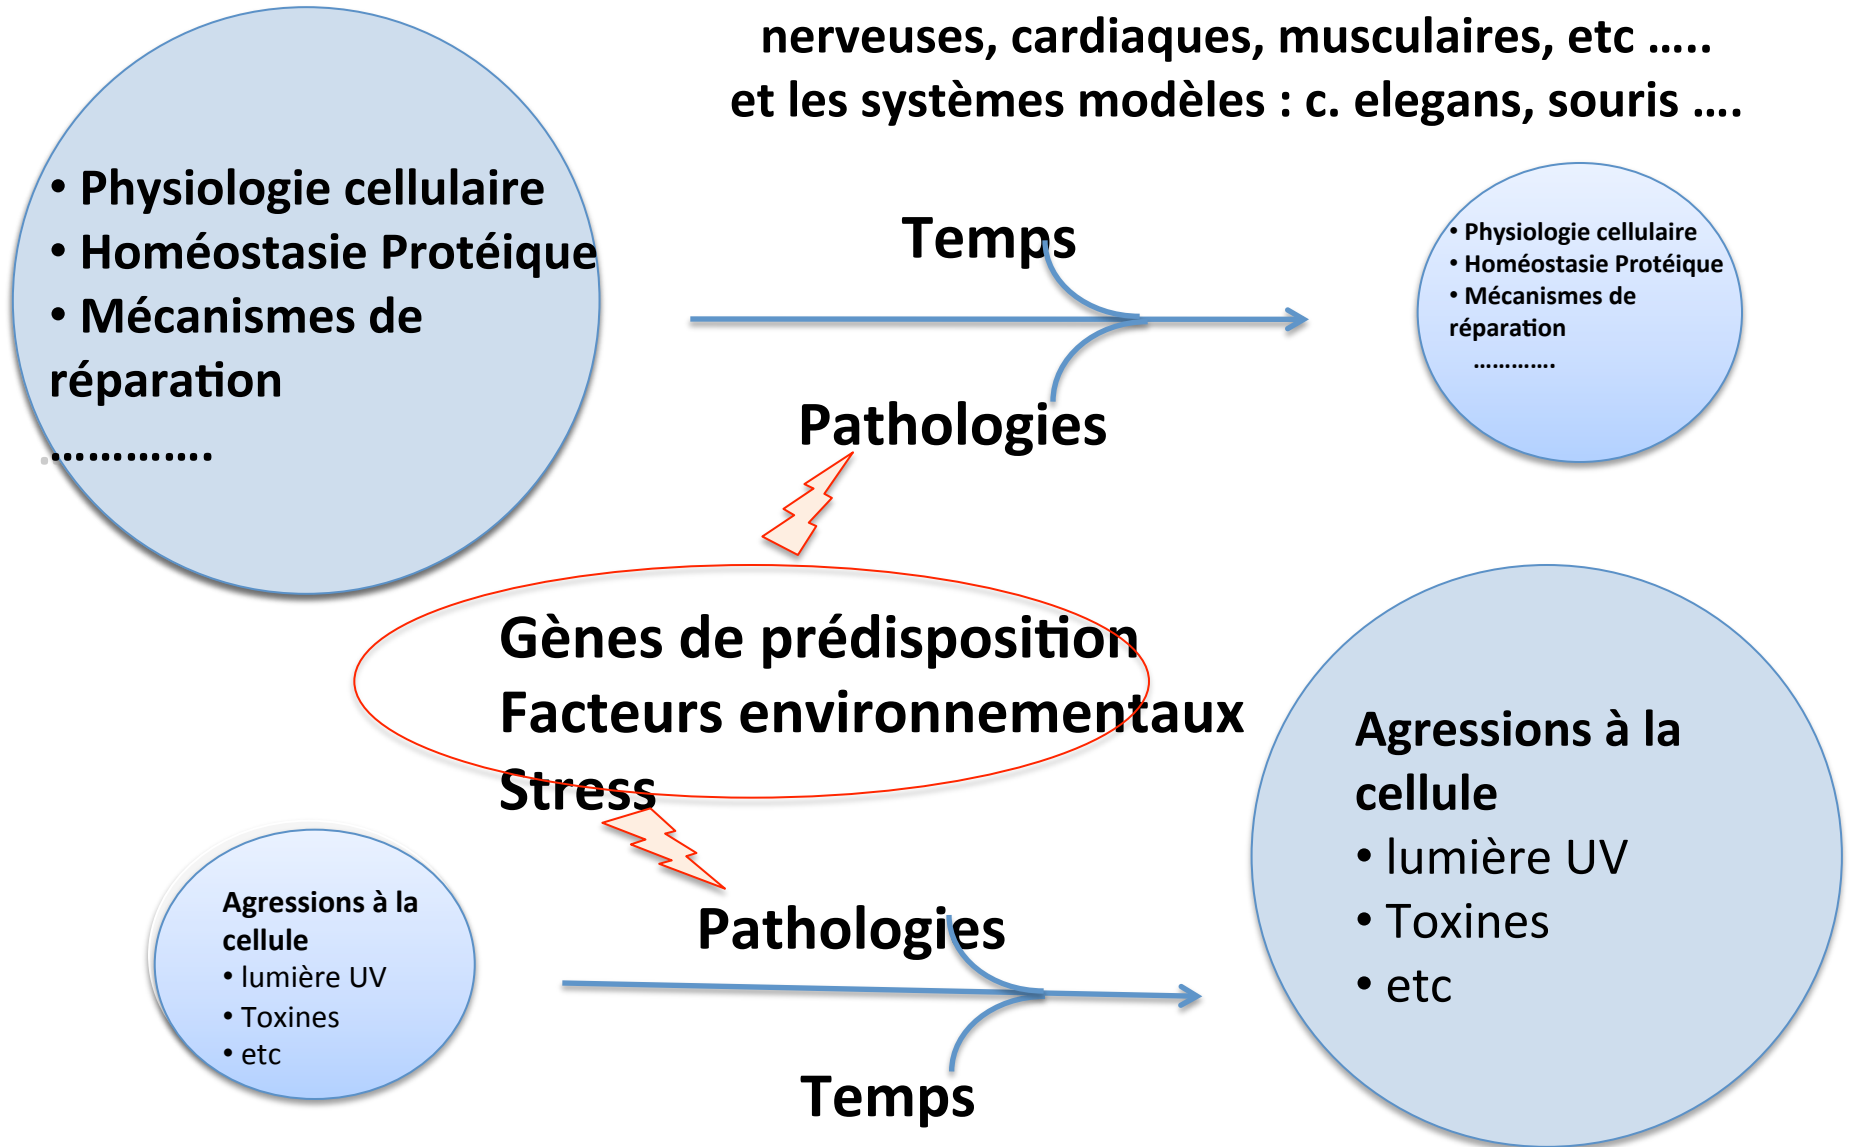 nerveuses, cardiaques, musculaires, etc …..
et les systèmes modèles : c. elegans, souris ….
• Physiologie cellulaire
• Homéostasie Protéique
• Mécanismes de
réparation
………….
Temps
Pathologies
• Physiologie cellulaire
• Homéostasie Protéique
• Mécanismes de
réparation
………….
Gènes de prédisposition
Facteurs environnementaux
Stress
Agressions à la
cellule
• lumière UV
• Toxines
• etc
Pathologies
Temps
Agressions à la
cellule
• lumière UV
• Toxines
• etc